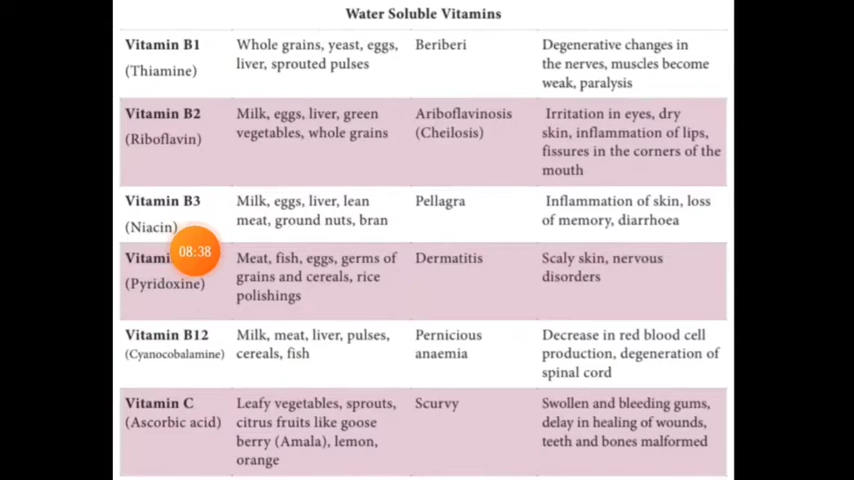 Water Soluble Vitamins
Vitamin B1
(Thiamine)
Whole grains, yeast, eggs,
liver, sprouted pulses
Beriberi
Degenerative changes in
the nerves, muscles become
weak, paralysis
Vitamin B2
(Riboflavin)
Milk, eggs, liver, green
vegetables, whole grains
Ariboflavinosis
(Cheilosis)
Irritation in eyes, dry
skin, inflammation of lips,
fissures in the corners of the
mouth
Vitamin B3
(Niacin)
Milk, eggs, liver, lean
meat, ground nuts, bran
Pellagra
Inflammation of skin, loss
of memory, diarrhoea
08:38
(Pyridoxine)
Meat, fish, eggs, germs of
grains and cereals, rice
polishings
Dermatitis
Scaly skin, nervous
disorders
Vitamin B12
(Cyanocobalamine)
Milk, meat, liver, pulses,
cereals, fish
Pernicious
anaemia
Decrease in red blood cell
production, degeneration of
spinal cord
Vitamin C
(Ascorbic acid)
Leafy vegetables, sprouts,
citrus fruits like goose
berry (Amala), lemon,
orange
Scurvy
Swollen and bleeding gums,
delay in healing of wounds,
teeth and bones malformed